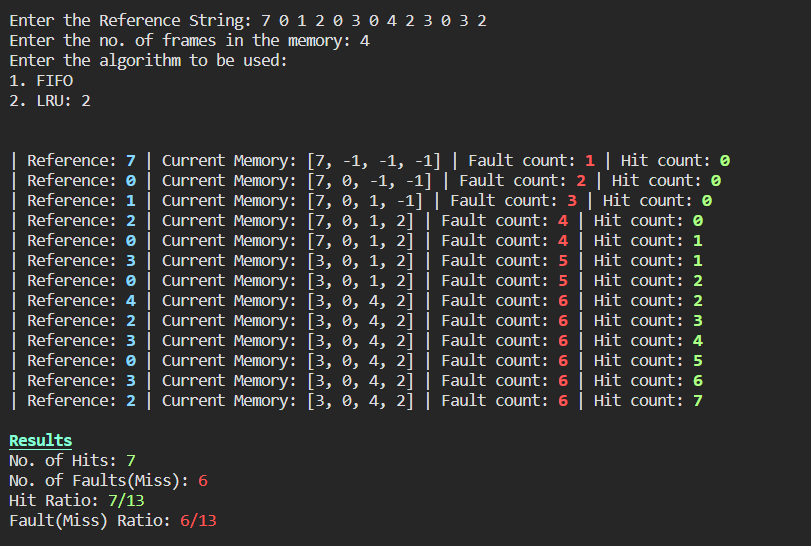 Enter the Reference String: 7 0 1 2 0 3 0 4 2 3 0 3 2
Enter the no. of frames in the memory: 4
Enter the algorithm to be used:
1. FIFO
2. LRU: 2
| Reference: 7 | Current Memory: [7, -1, -1, -1] | Fault count: 1 | Hit count: 0
| Reference: 0 | Current Memory: [7, 0, -1, -1] | Fault count: 2 | Hit count: 0
| Reference: 1 | Current Memory: [7, 0, 1, -1] | Fault count: 3 | Hit count: 0
| Reference: 2 | Current Memory: [7, 0, 1, 2] | Fault count: 4 | Hit count: 0
| Reference: 0 | Current Memory: [7, 0, 1, 2] | Fault count: 4 | Hit count: 1
| Reference: 3 | Current Memory: [3, 0, 1, 2] | Fault count: 5 | Hit count: 1
| Reference: 0 | Current Memory: [3, 0, 1, 2] | Fault count: 5 | Hit count: 2
| Reference: 4 | Current Memory: [3, 0, 4, 2] | Fault count: 6 | Hit count: 2
| Reference: 2 | Current Memory: [3, 0, 4, 2] | Fault count: 6 | Hit count: 3
| Reference: 3 | Current Memory: [3, 0, 4, 2] | Fault count: 6 | Hit count: 4
| Reference: 0 | Current Memory: [3, 0, 4, 2] | Fault count: 6 | Hit count: 5
| Reference: 3 | Current Memory: [3, 0, 4, 2] | Fault count: 6 | Hit count: 6
| Reference: 2 | Current Memory: [3, 0, 4, 2] | Fault count: 6 | Hit count: 7
Results
No. of Hits: 7
No. of Faults(Miss): 6
Hit Ratio: 7/13
Fault(Miss) Ratio: 6/13